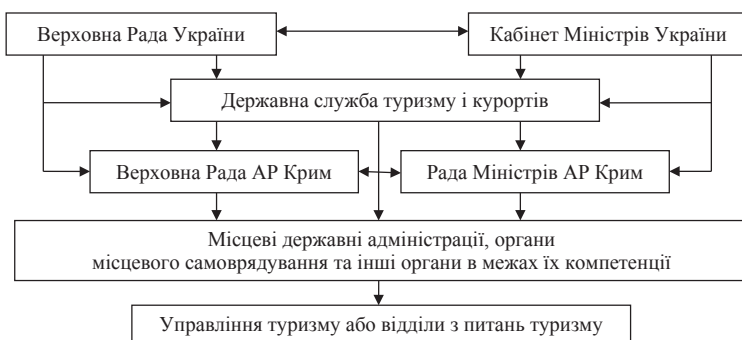 Верховна Рада України
Кабінет Міністрів України
Державна служба туризму і курортів
Верховна Рада АР Крим
Рада Міністрів АР Крим
Місцеві державні адміністрації, органи
місцевого самоврядування та інші органи в межах їх компетенції
Управління туризму або відділи з питань туризму